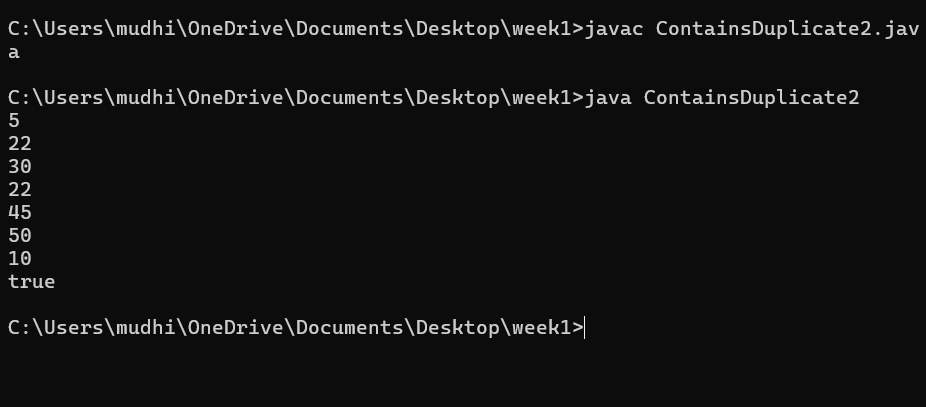 C:\Users\mudhi\OneDrive\Documents\Desktop\week1>javac ContainsDuplicate2.jav
a
C:\Users\mudhi\OneDrive\Documents\Desktop\week1>java ContainsDuplicate2
5
22
30
22
45
50
10
true
C:\Users\mudhi\OneDrive\Documents\Desktop\week1>